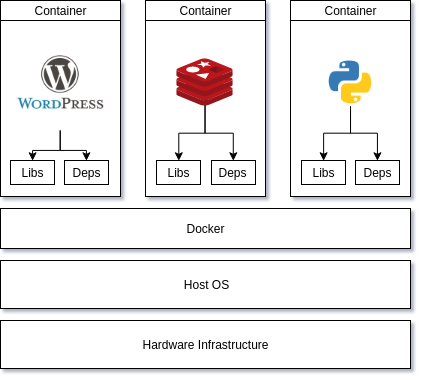 Container
Container
Container
WORDPRESS
Libs
Deps
Libs
Deps
Libs
Deps
Docker
Host OS
Hardware Infrastructure